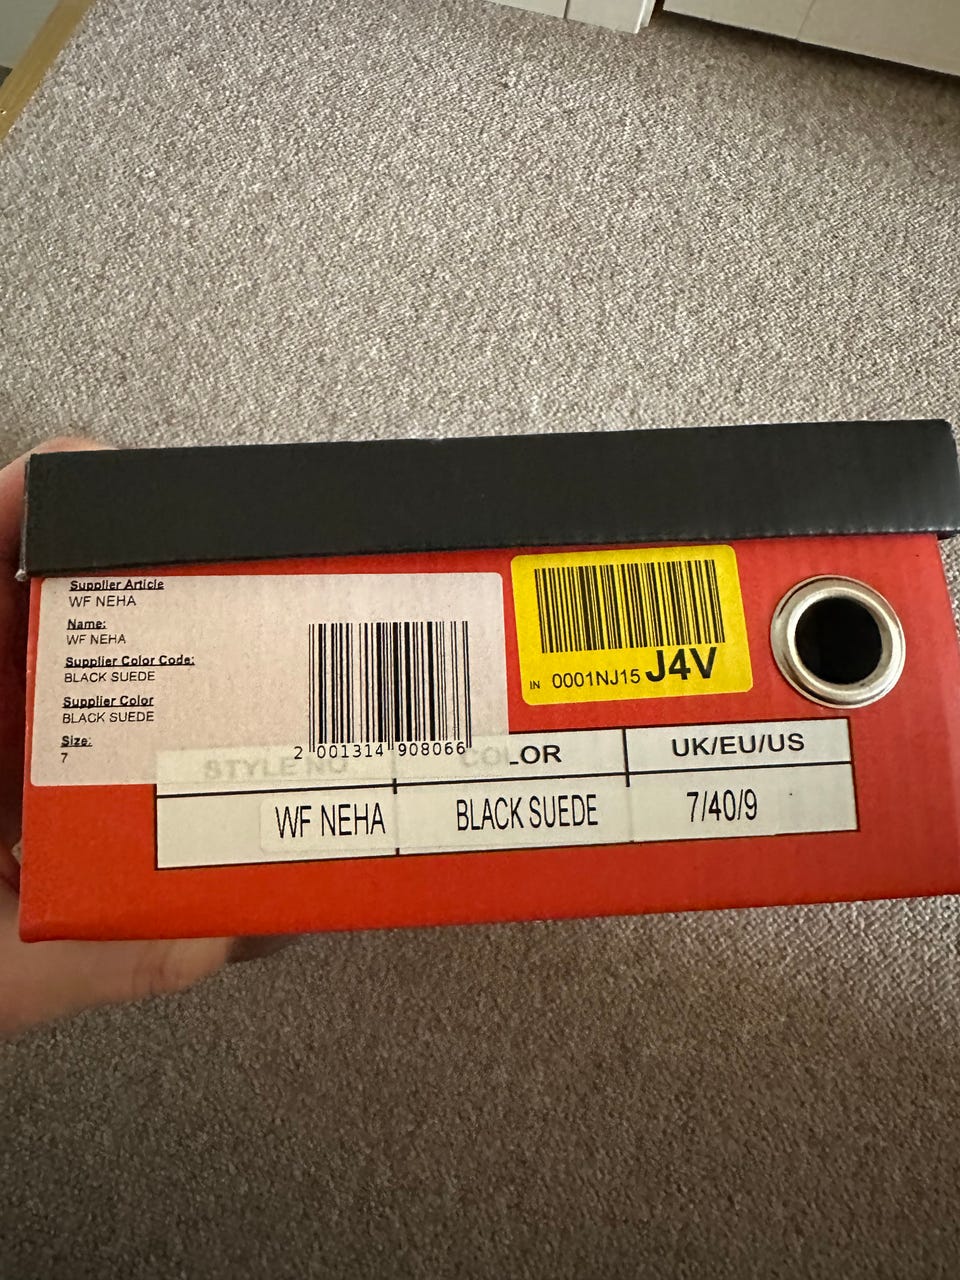 Supplier Article
WF NEHA
Name:
WF NEHA
Supplier Color Code:
BLACK SUEDE
Supplier Color
BLACK SUEDE
Size:
7
2 001314 908066
IN 0001NJ15 J4V
STYLE NO. COLOR UK/EU/US
WF NEHA BLACK SUEDE 7/40/9